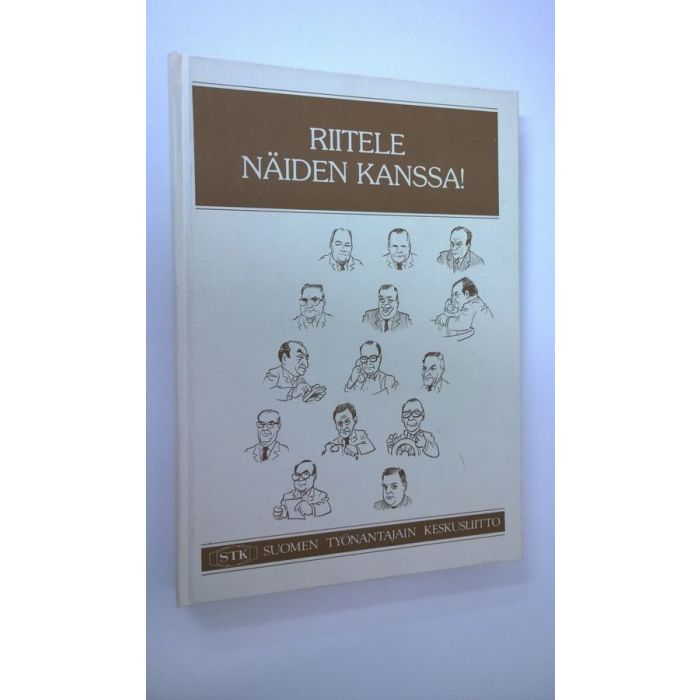 RIITELE
NÄIDEN KANSSA!
STK SUOMEN TYÖNANTAJAIN KESKUSLIITTO